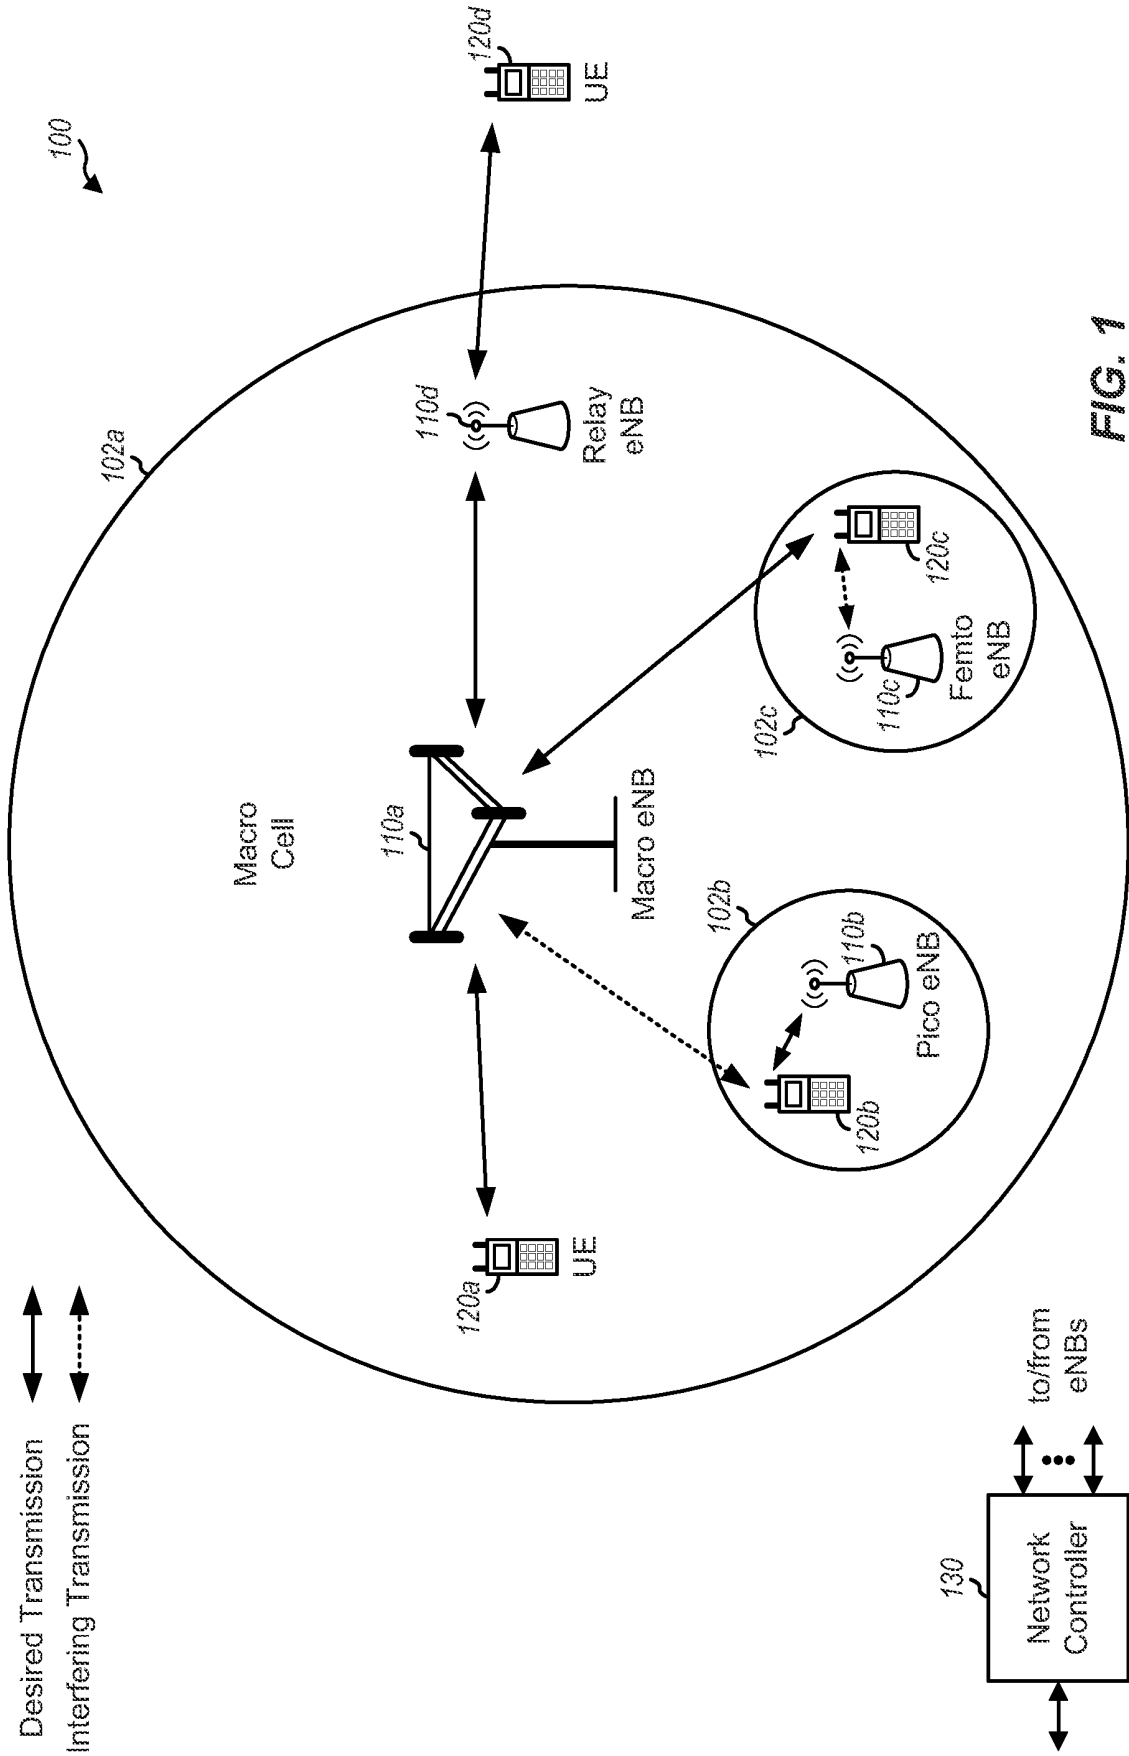 Desired Transmission
Interfering Transmission
100
102a
Macro
Cell
110a
Macro eNB
120a
UE
110d
Relay
eNB
120d
UE
102b
120b
110b
Pico eNB
102c
110c
Femto
eNB
120c
130
Network
Controller
to/from
eNBs
FIG. 1